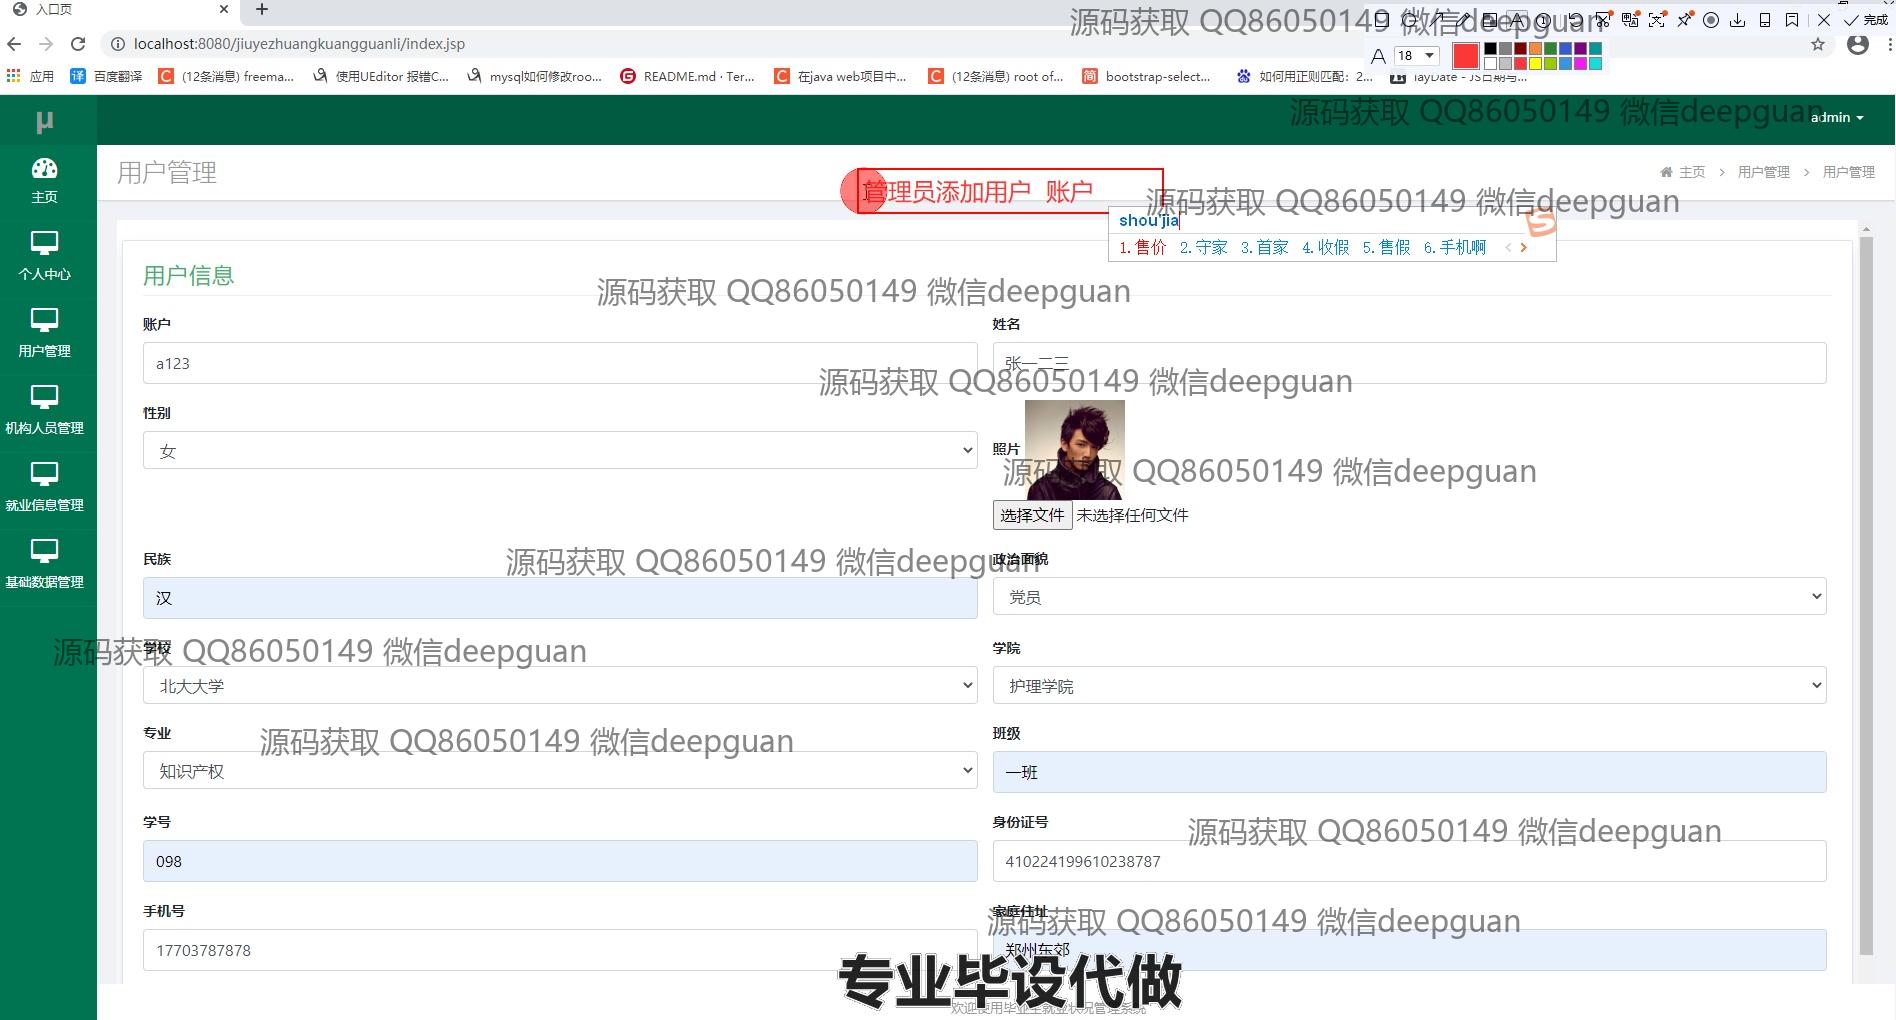 入口页
源码获取 QQ86050149 微信deepguan
完成
localhost:8080/jiuyezhuangkuangguanli/index.jsp
18
应用 百度翻译 (12条消息) freema... 使用UEditor 报错C... mysql如何修改roo... README.md · Ter... 在java web项目中... (12条消息) root of... bootstrap-select... 如何用正则匹配：2... layDate - JS日期与...
μ
源码获取 QQ86050149 微信deepguan
admin
用户管理
管理员添加用户 账户
主页 > 用户管理 > 用户管理
源码获取 QQ86050149 微信deepguan
shou'jia
1.售价 2.守家 3.首家 4.收假 5.售假 6.手机啊
主页
个人中心
用户管理
机构人员管理
就业信息管理
基础数据管理
用户信息
源码获取 QQ86050149 微信deepguan
账户
姓名
a123
张一二三
源码获取 QQ86050149 微信deepguan
性别
女
照片
源码获取 QQ86050149 微信deepguan
选择文件 未选择任何文件
民族
源码获取 QQ86050149 微信deepguan
政治面貌
汉
党员
源码获取 QQ86050149 微信deepguan
学校
学院
北大大学
护理学院
专业
源码获取 QQ86050149 微信deepguan
班级
知识产权
一班
学号
身份证号
源码获取 QQ86050149 微信deepguan
098
410224199610238787
手机号
家庭住址
源码获取 QQ86050149 微信deepguan
17703787878
郑州东郊
专业毕设代做
欢迎使用毕业生就业状况管理系统